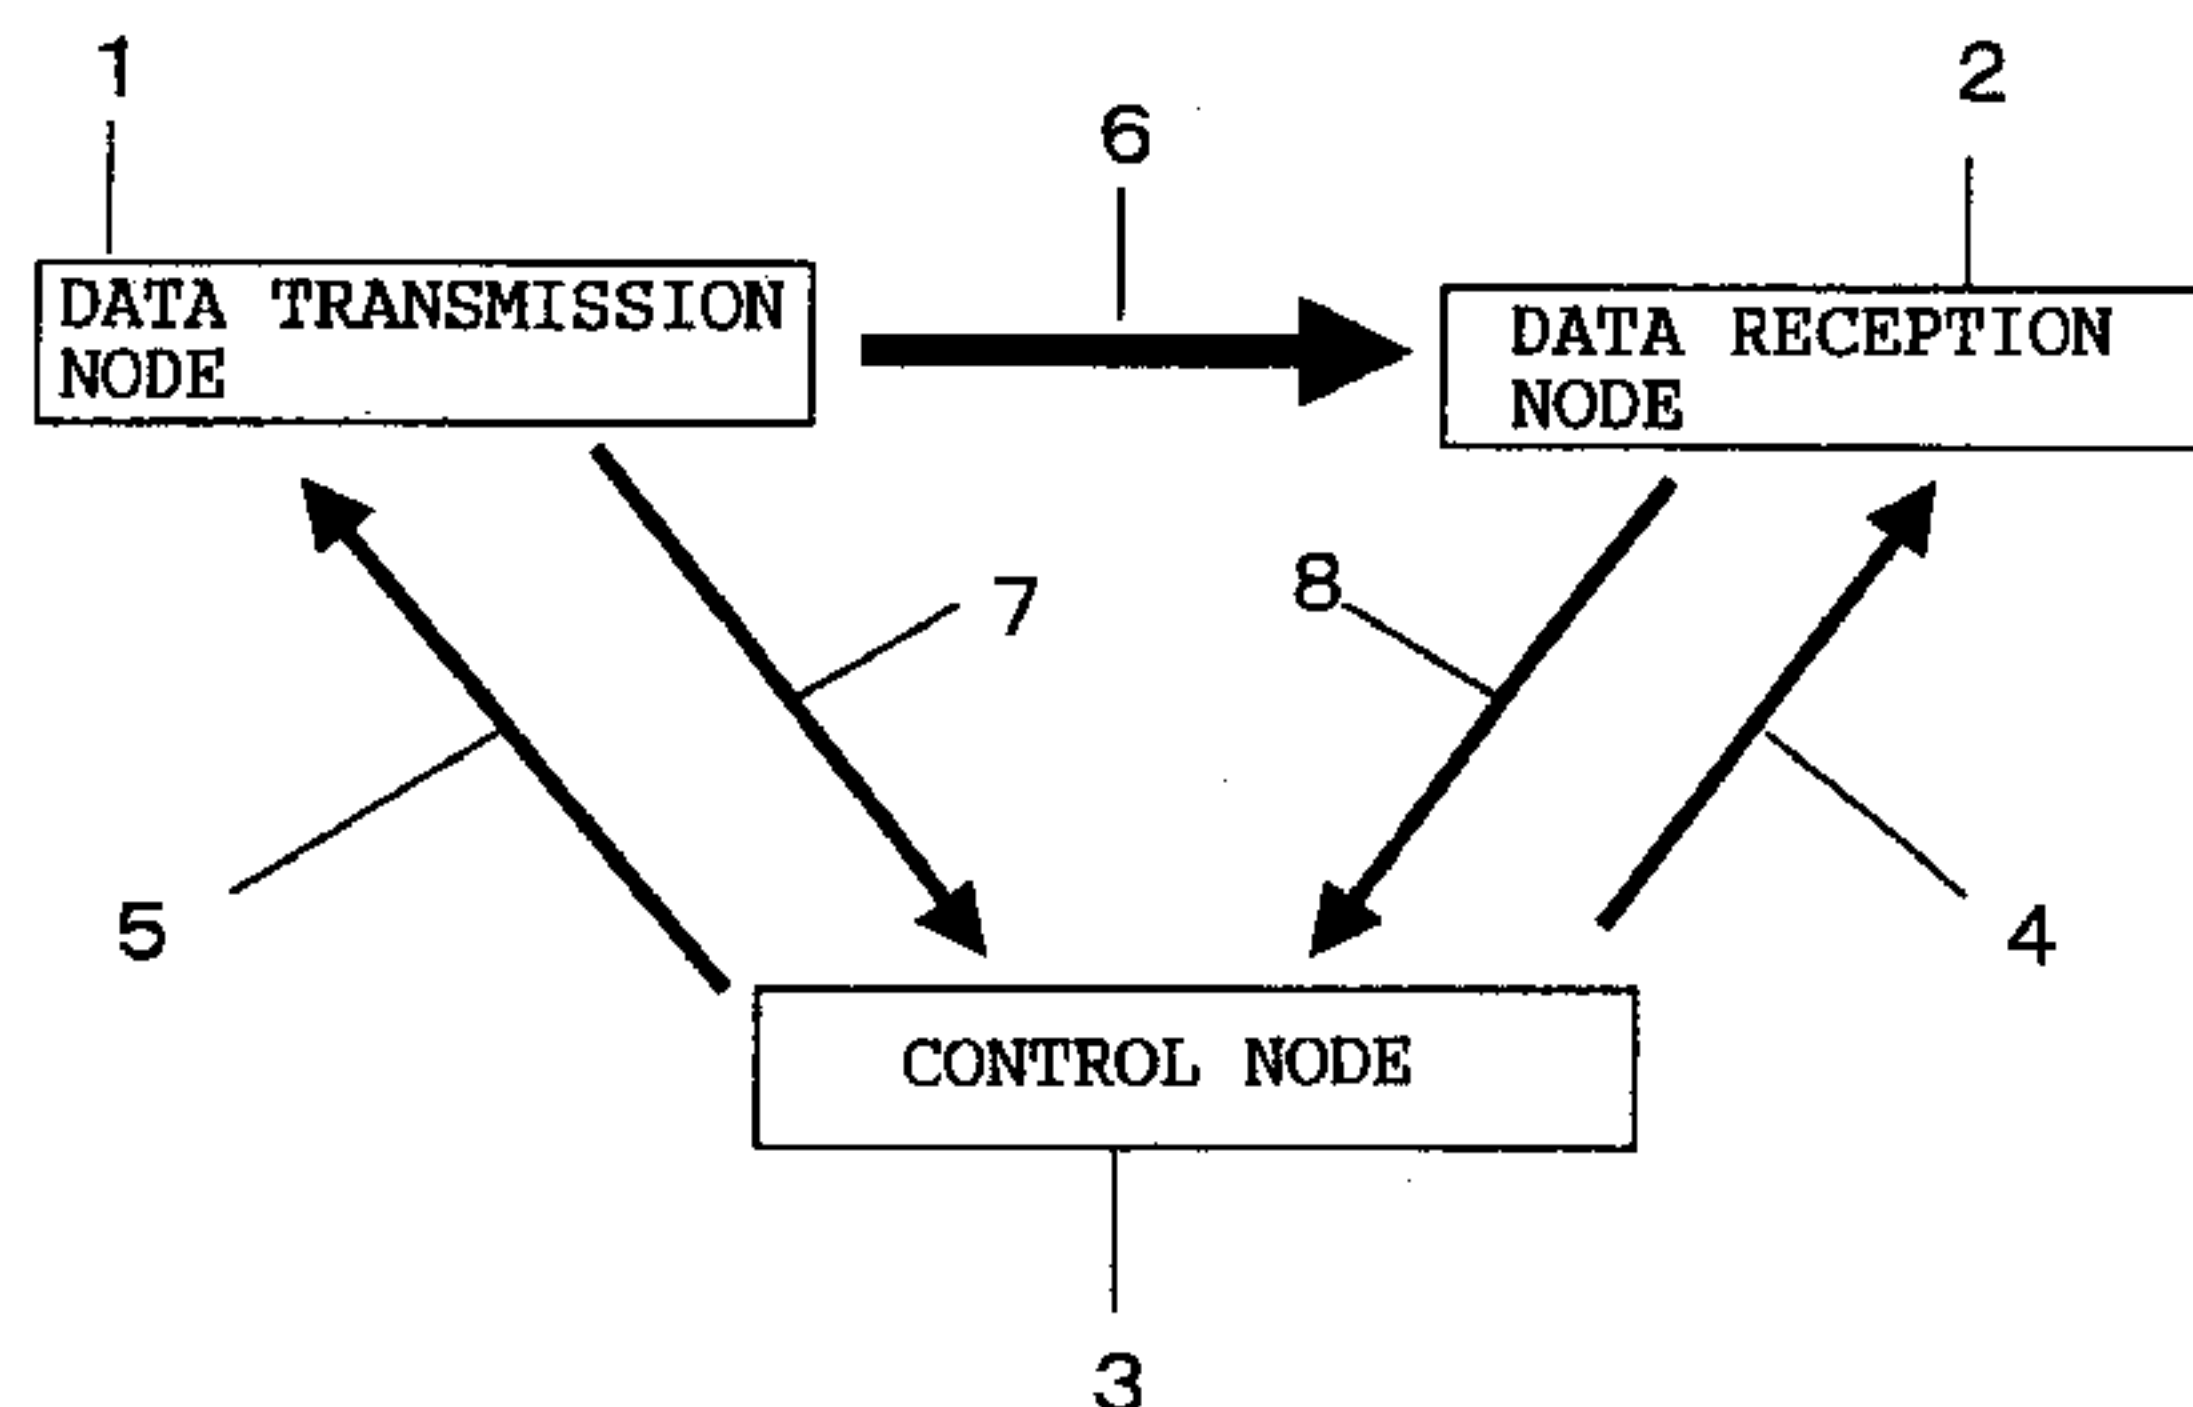 1
2
6
DATA TRANSMISSION
NODE
DATA RECEPTION
NODE
7
8
5
4
CONTROL NODE
3